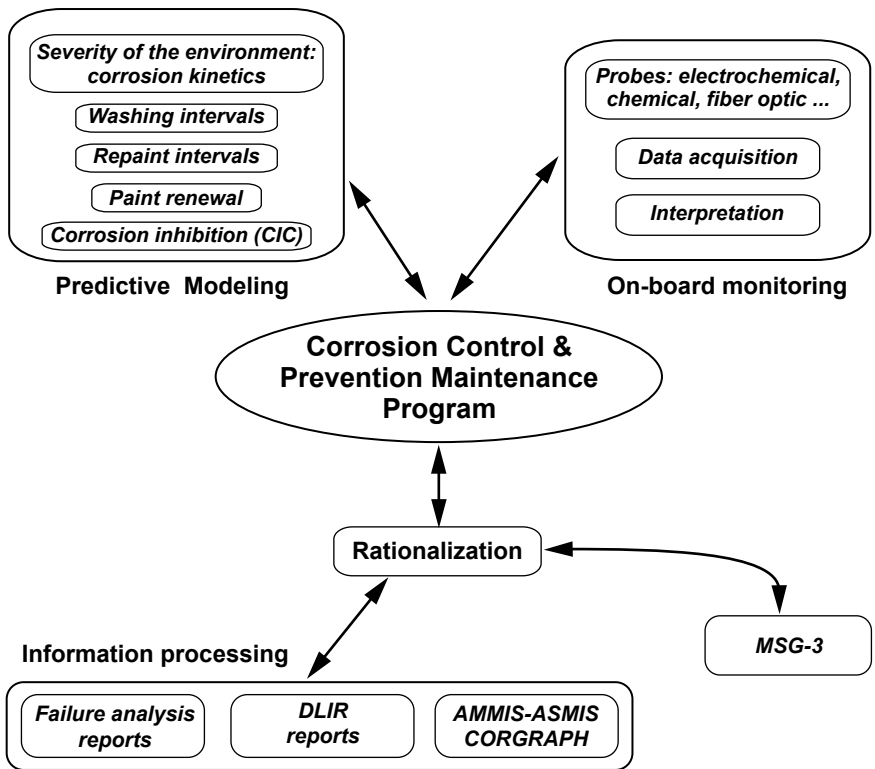 Severity of the environment:
corrosion kinetics
Washing intervals
Repaint intervals
Paint renewal
Corrosion inhibition (CIC)
Predictive Modeling
Probes: electrochemical,
chemical, fiber optic ...
Data acquisition
Interpretation
On-board monitoring
Corrosion Control &
Prevention Maintenance
Program
Rationalization
MSG-3
Information processing
Failure analysis
reports
DLIR
reports
AMMIS-ASMIS
CORGRAPH